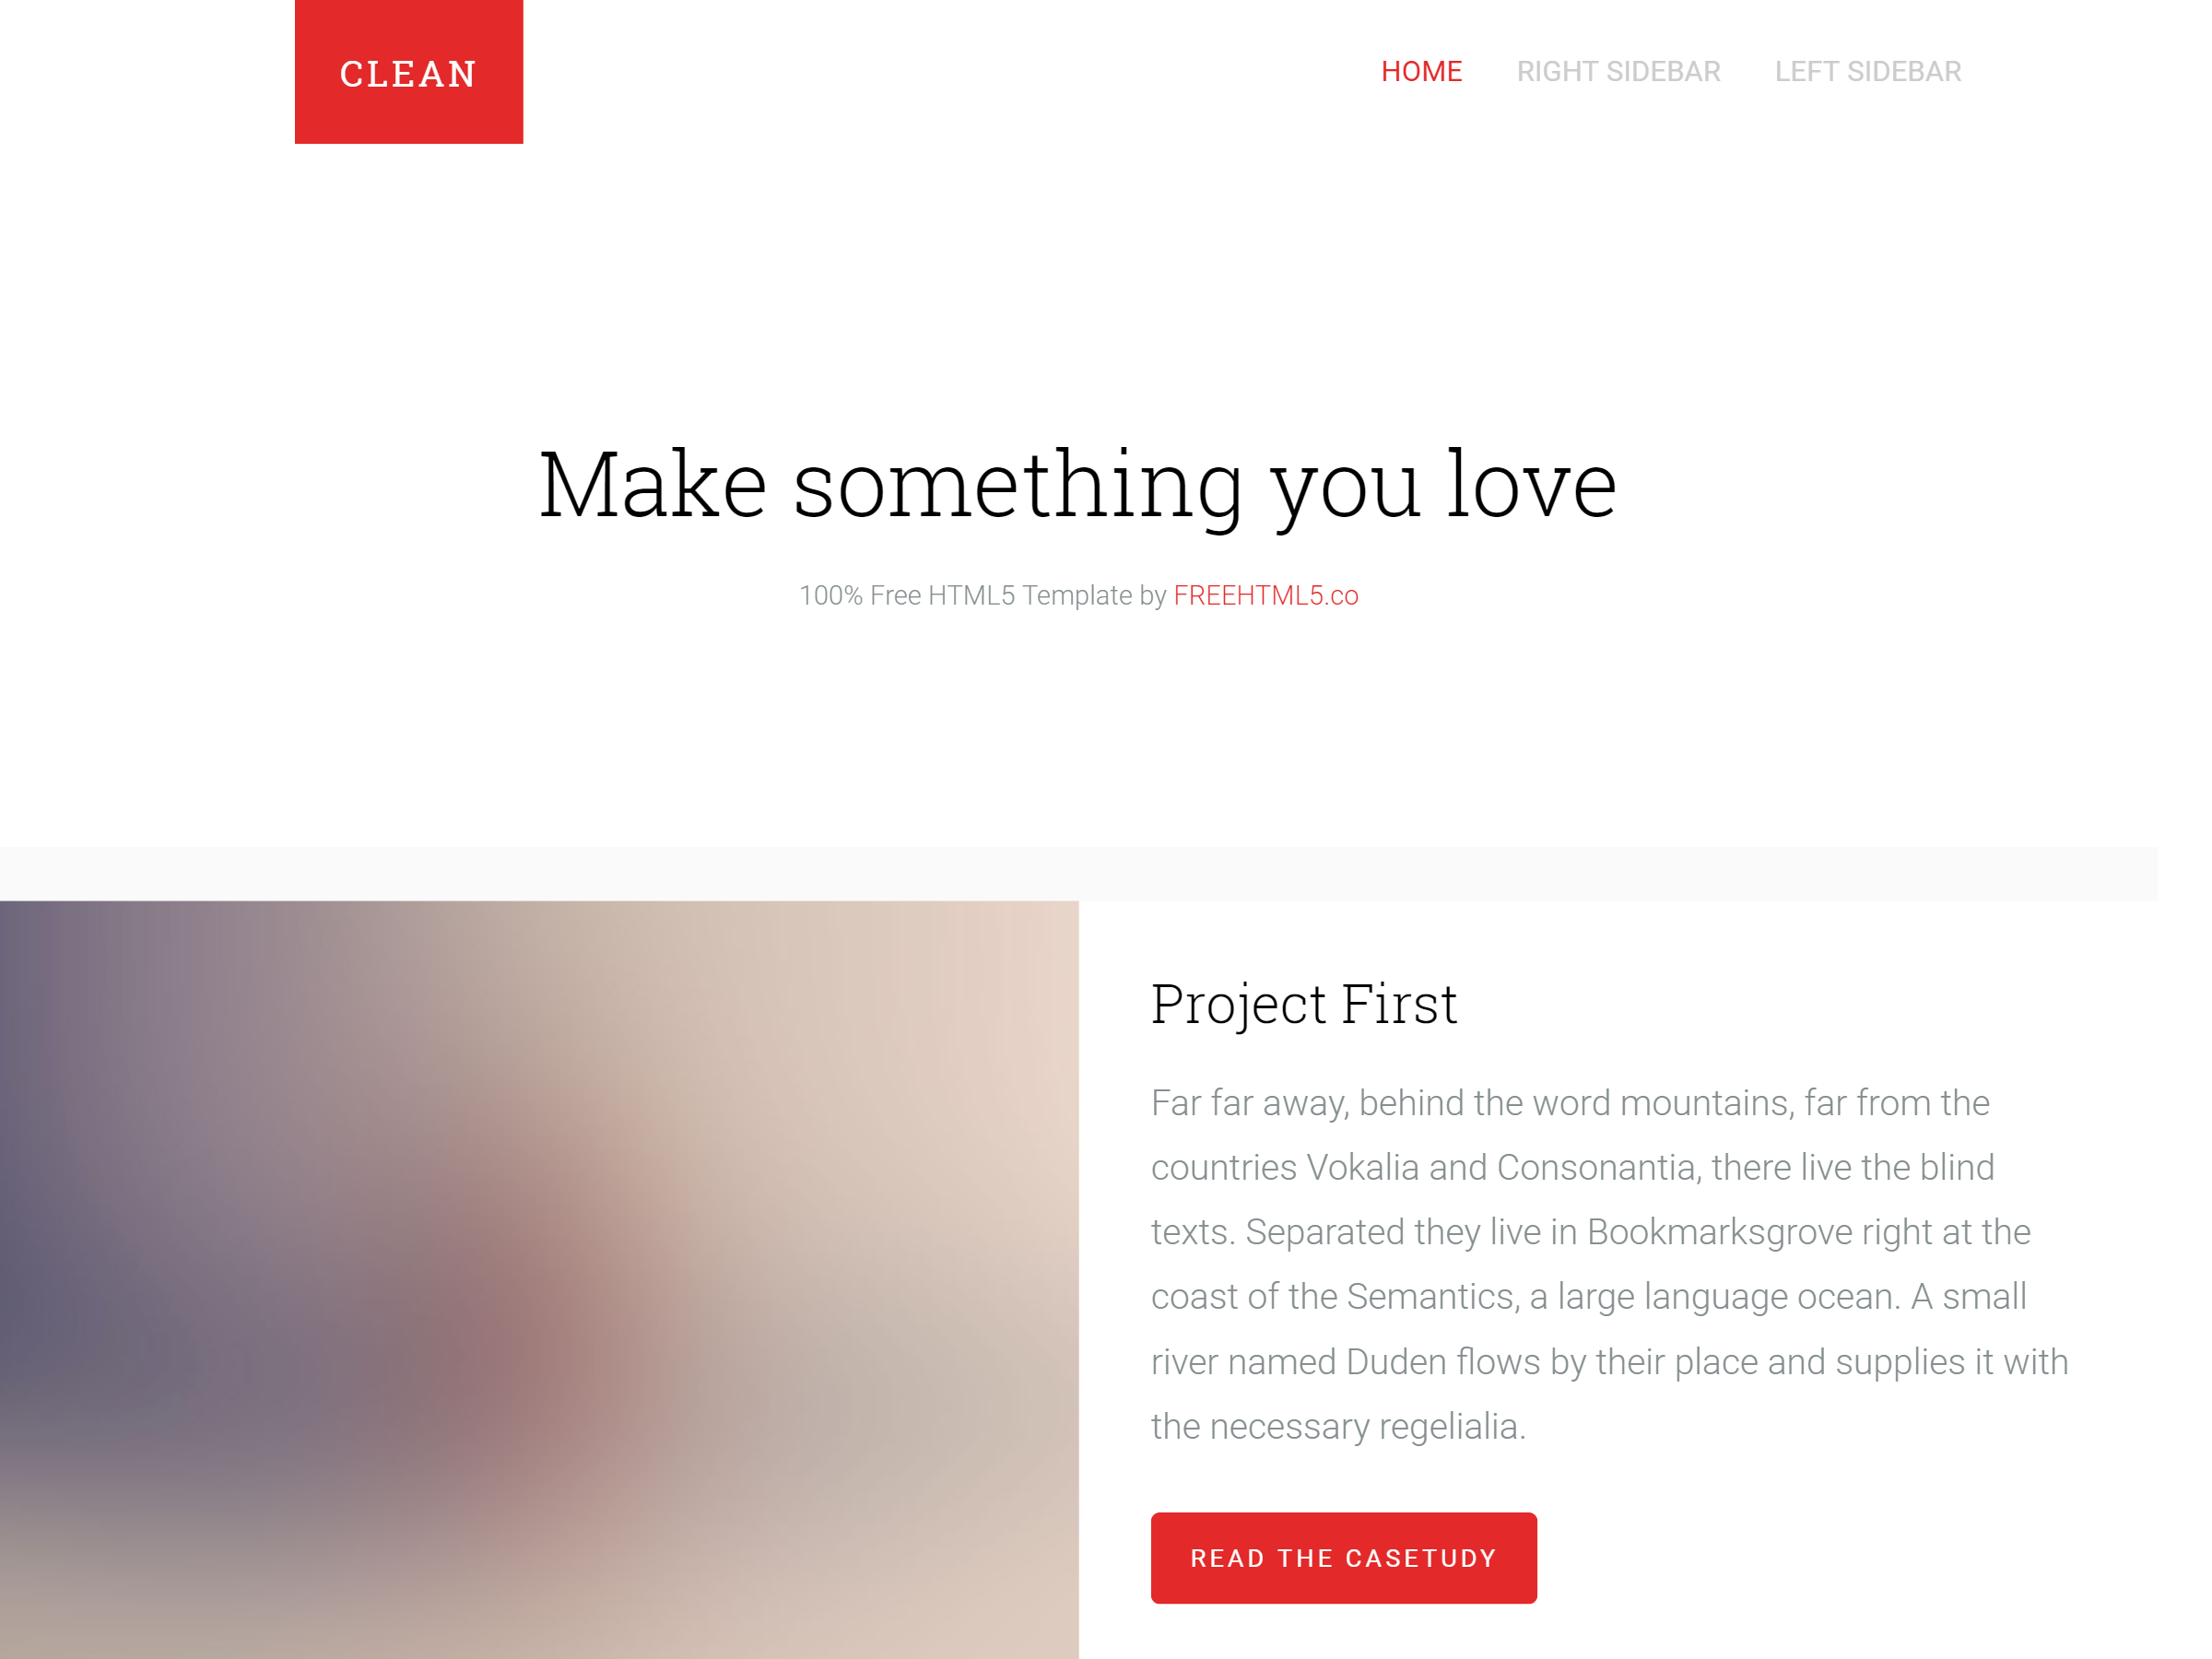 CLEAN
HOME RIGHT SIDEBAR LEFT SIDEBAR
Make something you love
100% Free HTML5 Template by FREEHTML5.co
Project First
Far far away, behind the word mountains, far from the
countries Vokalia and Consonantia, there live the blind
texts. Separated they live in Bookmarksgrove right at the
coast of the Semantics, a large language ocean. A small
river named Duden flows by their place and supplies it with
the necessary regelialia.
READ THE CASETUDY